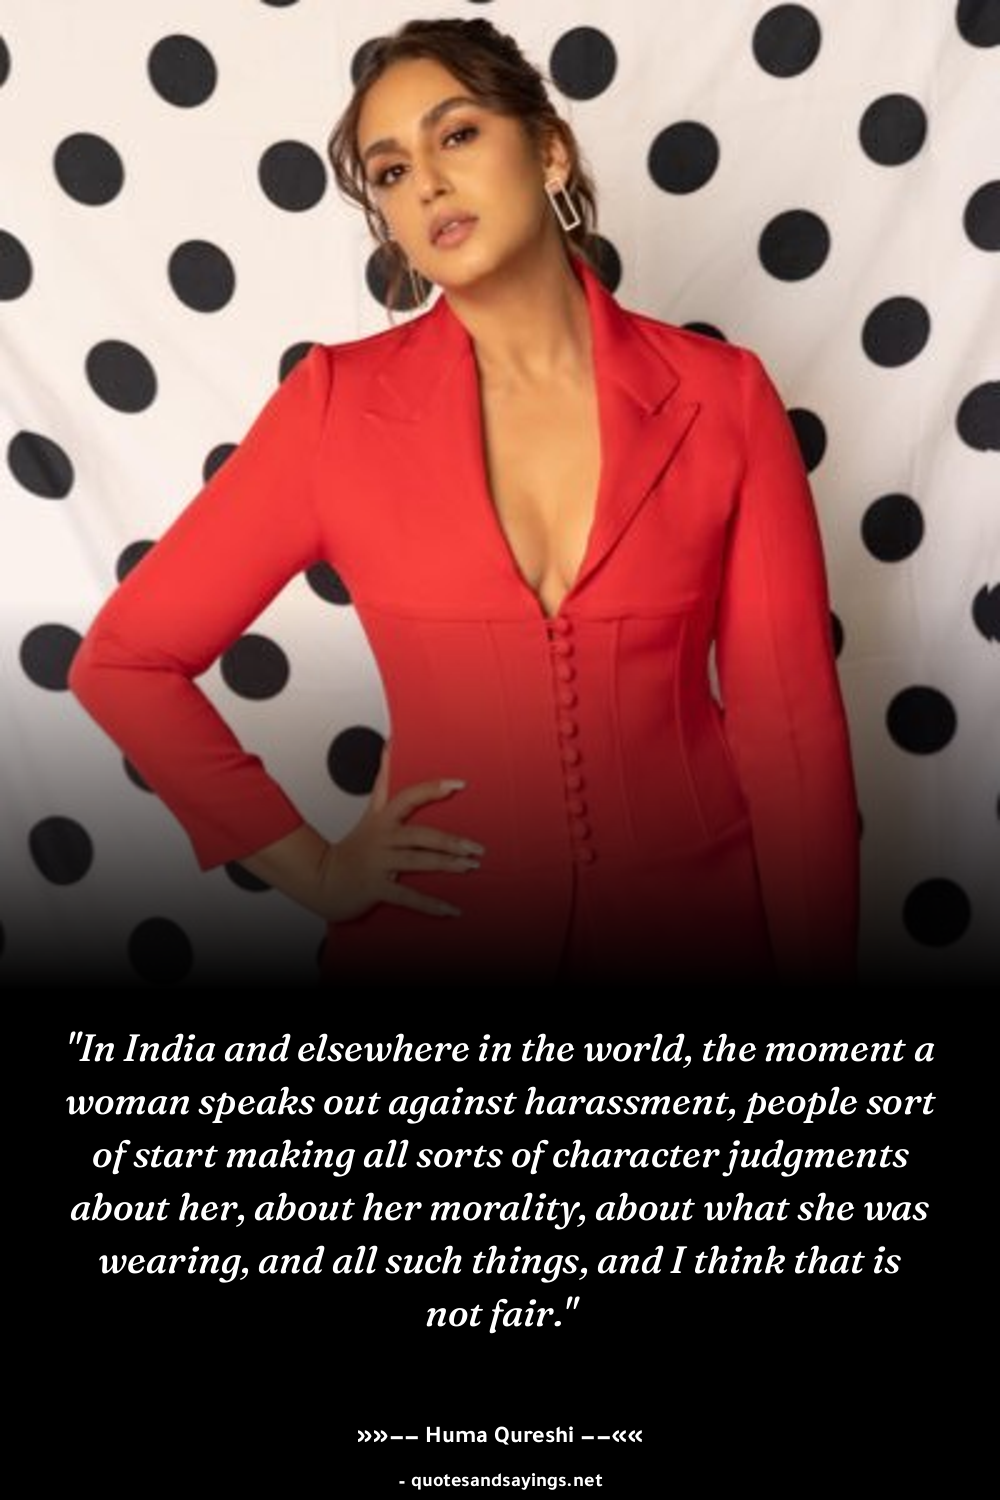 "In India and elsewhere in the world, the moment a
woman speaks out against harassment, people sort
of start making all sorts of character judgments
about her, about her morality, about what she was
wearing, and all such things, and I think that is
not fair."
»»–– Huma Qureshi ––««
- quotesandsayings.net